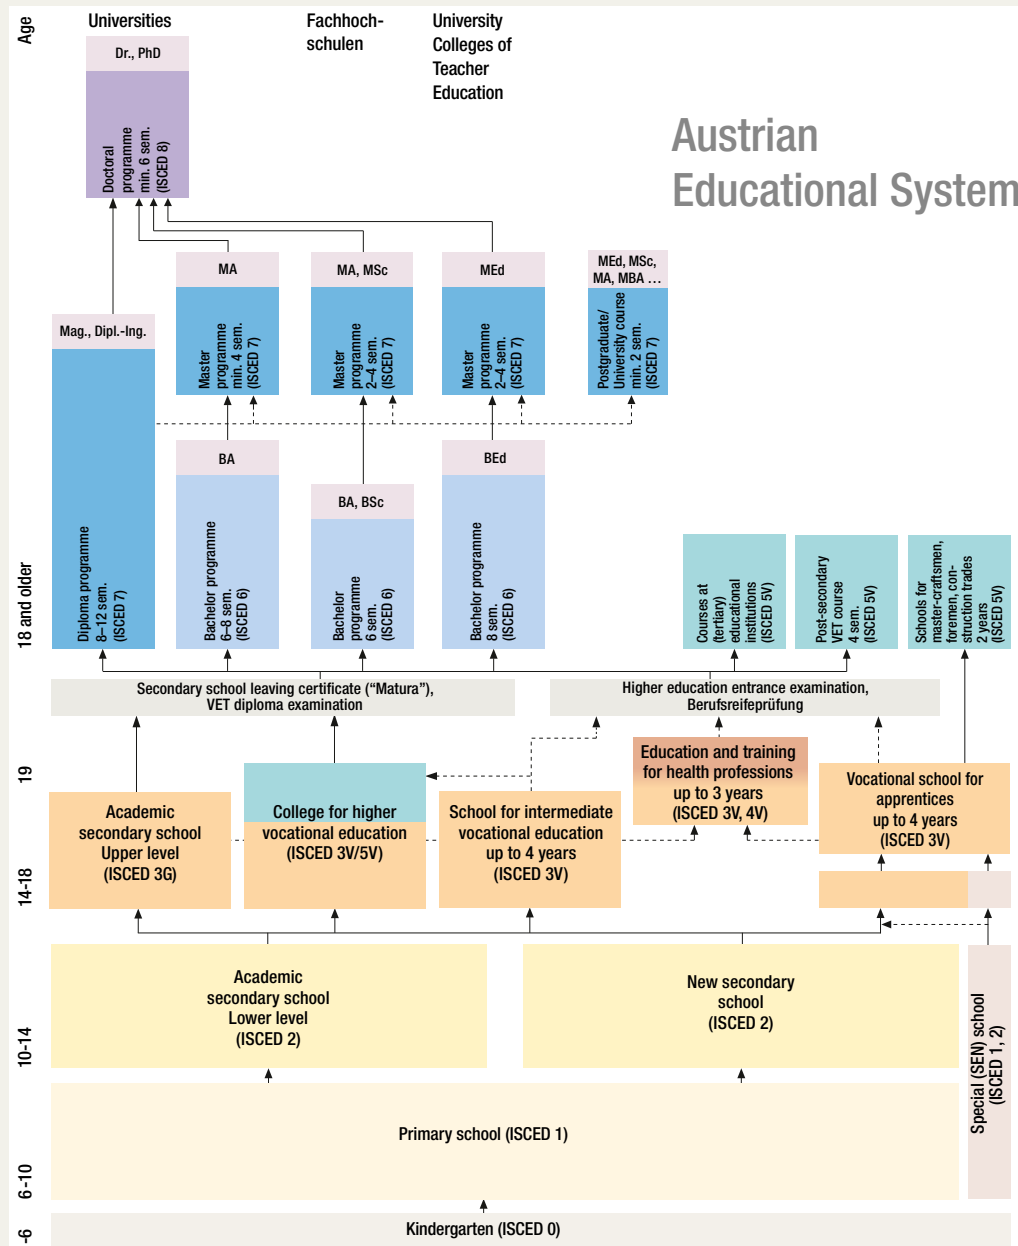 Age
Universities
Fachhoch-
schulen
University
Colleges of
Teacher
Education
Austrian
Educational System
Dr., PhD
Doctoral
programme
min. 6 sem.
(ISCED 8)
MA
MA, MSc
MEd
MEd, MSc,
MA, MBA ...
Mag., Dipl.-Ing.
Master
programme
min. 4 sem.
(ISCED 7)
Master
programme
2–4 sem.
(ISCED 7)
Master
programme
2–4 sem.
(ISCED 7)
Postgraduate/
University course
min. 2 sem.
(ISCED 7)
BA
BA, BSc
BEd
18 and older
Diploma programme
8–12 sem.
(ISCED 7)
Bachelor programme
6–8 sem.
(ISCED 6)
Bachelor
programme
6 sem.
(ISCED 6)
Bachelor programme
8 sem.
(ISCED 6)
Courses at
(tertiary)
educational
institutions
(ISCED 5V)
Post-secondary
VET course
4 sem.
(ISCED 5V)
Schools for
master-craftsmen,
foremen, con-
struction trades
2 years
(ISCED 5V)
Secondary school leaving certificate (“Matura”),
VET diploma examination
Higher education entrance examination,
Berufsreifeprüfung
19
14-18
Academic
secondary school
Upper level
(ISCED 3G)
College for higher
vocational education
(ISCED 3V/5V)
School for intermediate
vocational education
up to 4 years
(ISCED 3V)
Education and training
for health professions
up to 3 years
(ISCED 3V, 4V)
Vocational school for
apprentices
up to 4 years
(ISCED 3V)
10-14
Academic
secondary school
Lower level
(ISCED 2)
New secondary
school
(ISCED 2)
Special (SEN) school
(ISCED 1, 2)
6-10
Primary school (ISCED 1)
-6
Kindergarten (ISCED 0)